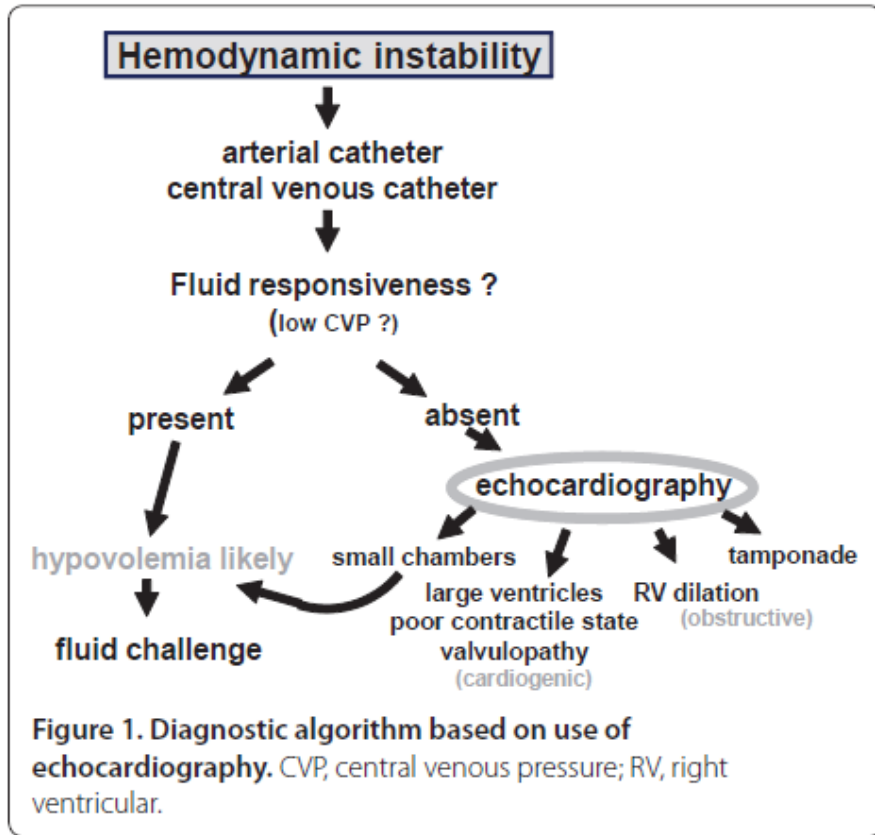 Hemodynamic instability
arterial catheter
central venous catheter
Fluid responsiveness ?
(low CVP ?)
present
absent
echocardiography
hypovolemia likely
small chambers
tamponade
large ventricles
poor contractile state
valvulopathy
(cardiogenic)
RV dilation
(obstructive)
fluid challenge
Figure 1. Diagnostic algorithm based on use of
echocardiography. CVP, central venous pressure; RV, right
ventricular.